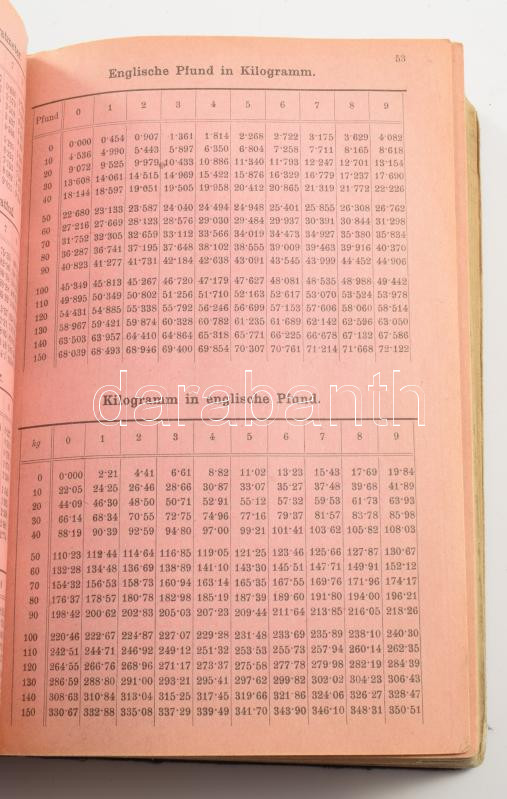 53
Englische Pfund in Kilogramm.
Pfund 0 1 2 3 4 5 6 7 8 9
0 0·000 0·454 0·907 1·361 1·814 2·268 2·722 3·175 3·629 4·082
10 4·536 4·990 5·443 5·897 6·350 6·804 7·258 7·711 8·165 8·618
20 9·072 9·525 9·979 10·433 10·886 11·340 11·793 12·247 12·701 13·154
30 13·608 14·061 14·515 14·969 15·422 15·876 16·329 16·779 17·237 17·690
40 18·144 18·597 19·051 19·505 19·958 20·412 20·865 21·319 21·772 22·226
50 22·680 23·133 23·587 24·040 24·494 24·948 25·401 25·855 26·308 26·762
60 27·216 27·669 28·123 28·576 29·030 29·484 29·937 30·391 30·844 31·298
70 31·752 32·305 32·659 33·112 33·566 34·019 34·473 34·927 35·380 35·834
80 36·287 36·741 37·195 37·648 38·102 38·555 39·009 39·463 39·916 40·370
90 40·823 41·277 41·731 42·184 42·638 43·091 43·545 43·999 44·452 44·906
100 45·349 45·813 45·267 46·720 47·179 47·627 48·081 48·535 48·988 49·442
110 49·895 50·349 50·802 51·256 51·710 52·163 52·617 53·070 53·524 53·978
120 54·431 54·885 55·338 55·792 56·246 56·699 57·153 57·606 58·060 58·514
130 58·967 59·421 59·874 60·328 60·782 61·235 61·689 62·142 62·596 63·050
140 63·503 63·957 64·410 64·864 65·318 65·771 66·225 66·678 67·132 67·586
150 68·039 68·493 68·946 69·400 69·854 70·307 70·761 71·214 71·668 72·122
darabanth
Kilogramm in englische Pfund.
kg 0 1 2 3 4 5 6 7 8 9
0 0·000 2·21 4·41 6·61 8·82 11·02 13·23 15·43 17·69 19·84
10 22·05 24·25 26·46 28·66 30·87 33·07 35·27 37·48 39·68 41·89
20 44·09 46·30 48·50 50·71 52·91 55·12 57·32 59·53 61·73 63·93
30 66·14 68·34 70·55 72·75 74·96 77·16 79·37 81·57 83·78 85·98
40 88·19 90·39 92·59 94·80 97·00 99·21 101·41 103·62 105·82 108·03
50 110·23 112·44 114·64 116·85 119·05 121·25 123·46 125·66 127·87 130·67
60 132·28 134·48 136·69 138·89 141·10 143·30 145·51 147·71 149·91 152·12
70 154·32 156·53 158·73 160·94 163·14 165·35 167·55 169·76 171·96 174·17
80 176·37 178·57 180·78 182·98 185·19 187·39 189·60 191·80 194·00 196·21
90 198·42 200·62 202·83 205·03 207·23 209·44 211·64 213·85 216·05 218·26
100 220·46 222·67 224·87 227·07 229·28 231·48 233·69 235·89 238·10 240·30
110 242·51 244·71 246·92 249·12 251·32 253·53 255·73 257·94 260·14 262·35
120 264·55 266·76 268·96 271·17 273·37 275·58 277·78 279·98 282·19 284·39
130 286·59 288·80 291·00 293·21 295·41 297·62 299·82 302·02 304·23 306·43
140 308·63 310·84 313·04 315·25 317·45 319·66 321·86 324·06 326·27 328·47
150 330·67 332·88 335·08 337·29 339·49 341·70 343·90 346·10 348·31 350·51